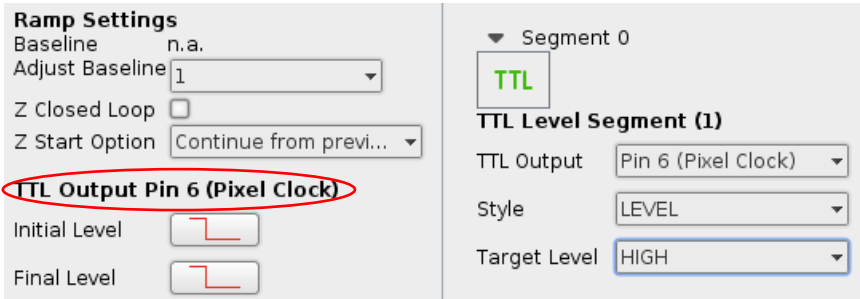 Ramp Settings
Baseline n.a.
Adjust Baseline 1
Z Closed Loop
Z Start Option Continue from previ...
TTL Output Pin 6 (Pixel Clock)
Initial Level
Final Level
Segment 0
TTL
TTL Level Segment (1)
TTL Output Pin 6 (Pixel Clock)
Style LEVEL
Target Level HIGH